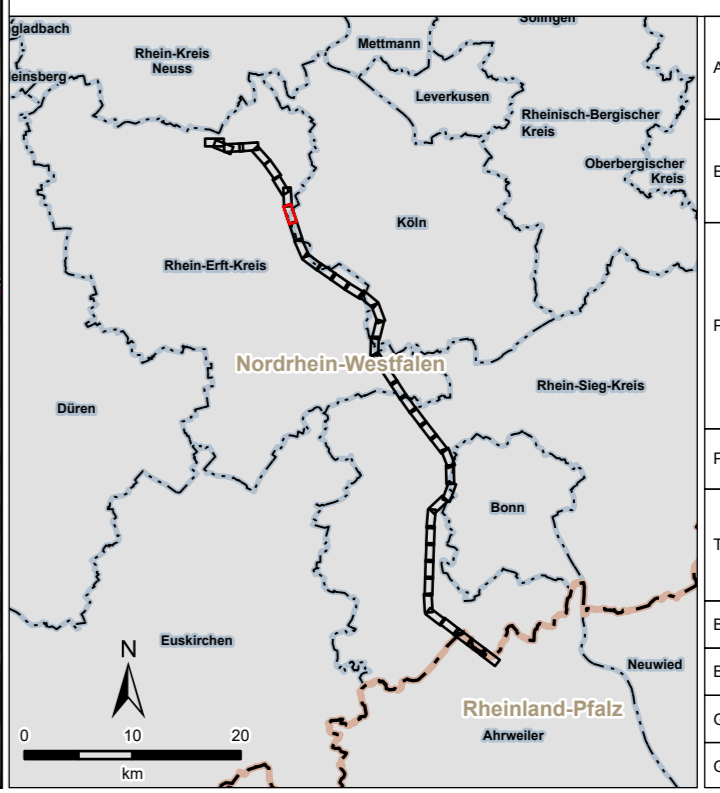 gladbach
Solingen
Mettmann
Rhein-Kreis
Neuss
einsberg
Leverkusen
Rheinisch-Bergischer
Kreis
Oberbergischer
Kreis
Köln
Rhein-Erft-Kreis
Nordrhein-Westfalen
Rhein-Sieg-Kreis
Düren
Bonn
Euskirchen
Neuwied
Rheinland-Pfalz
Ahrweiler
N
0 10 20
km
A
E
F
F
T
E
E
G
G